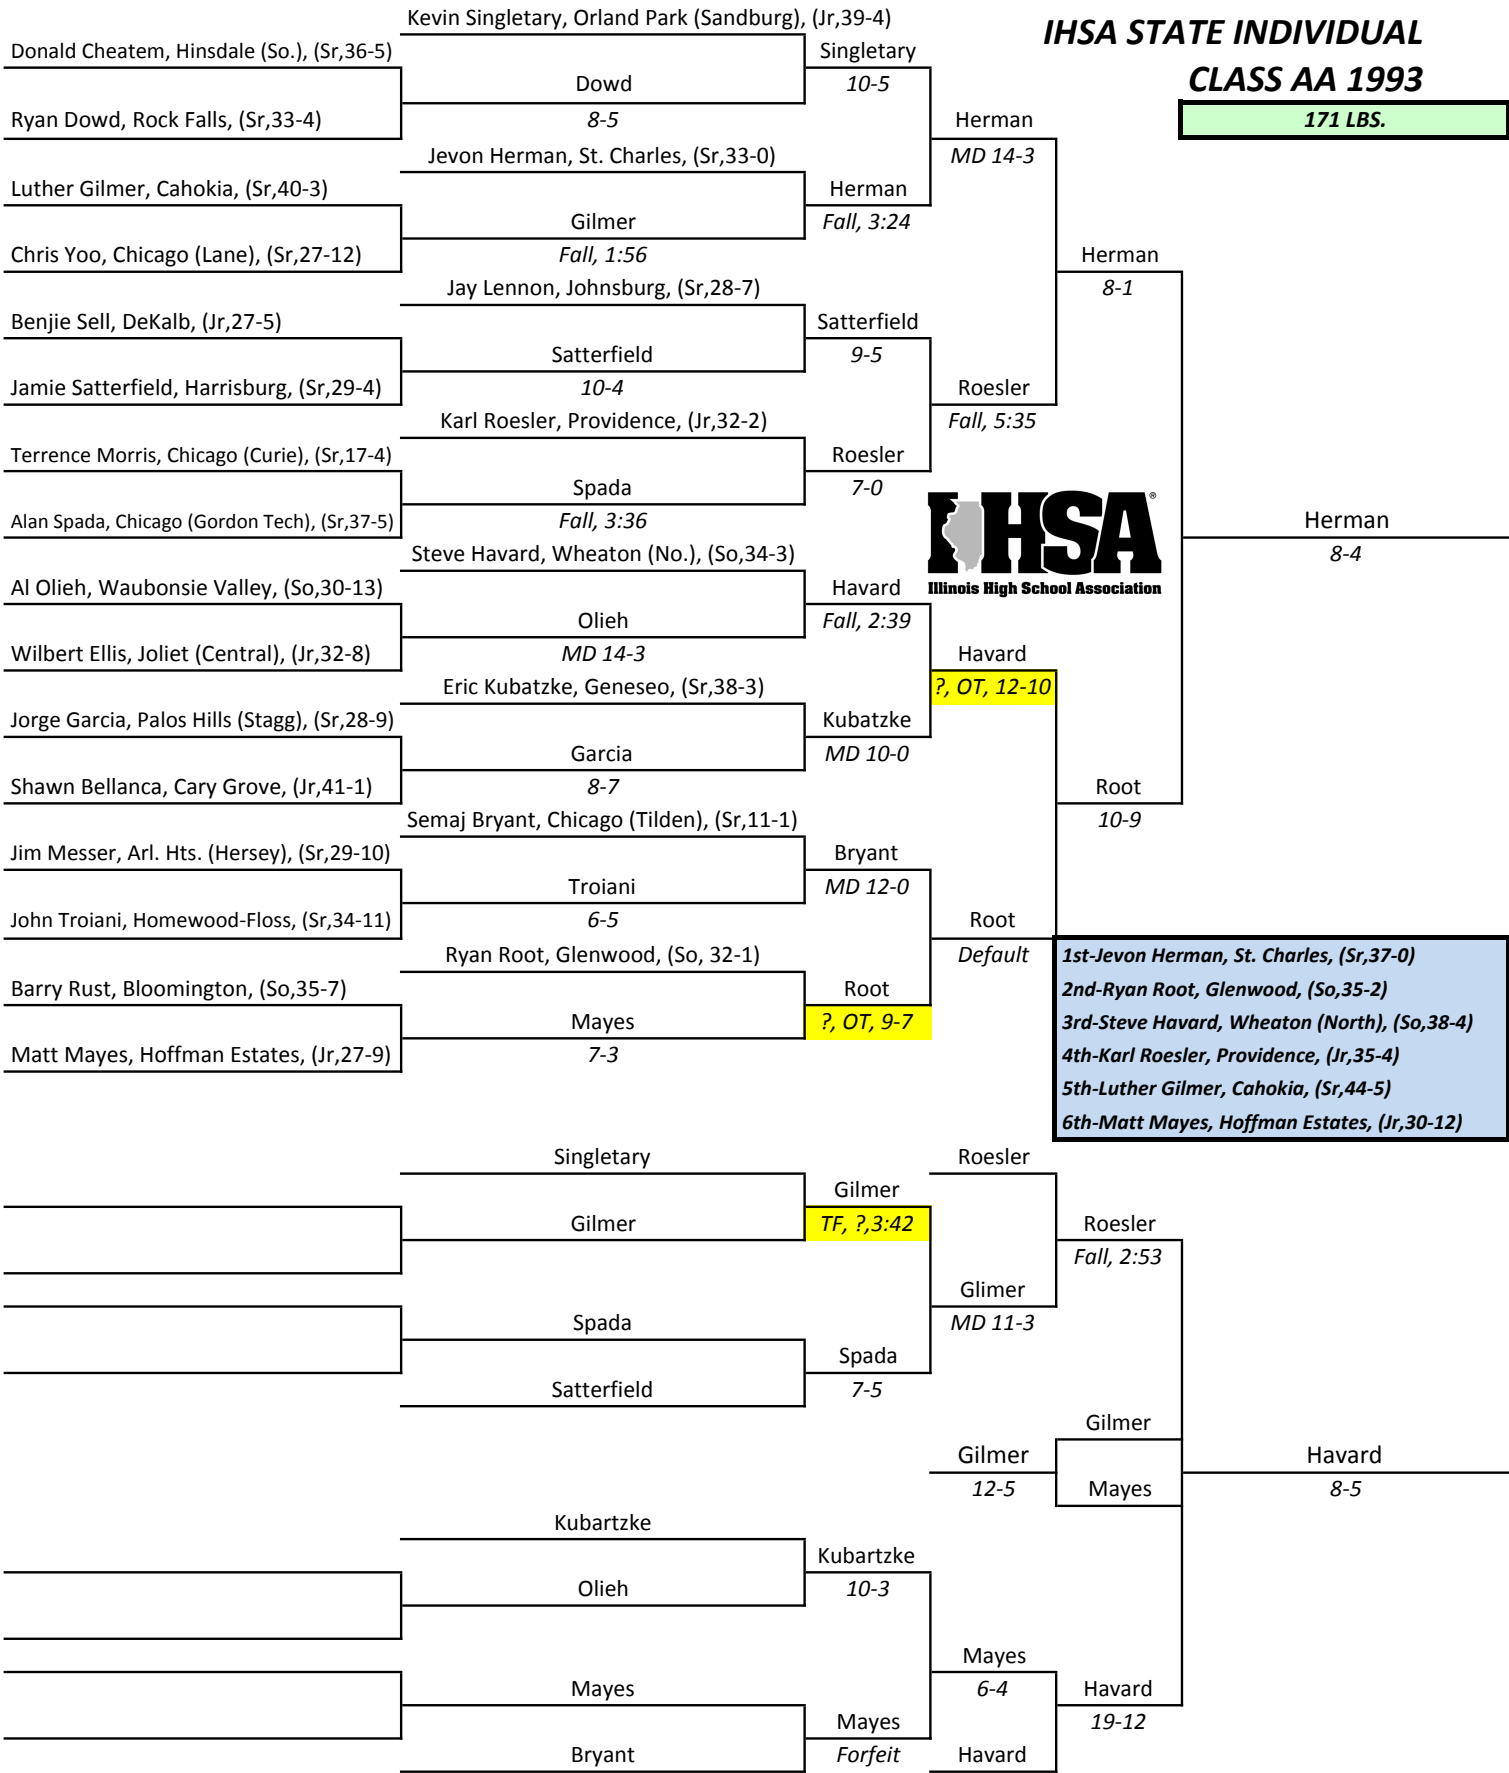 Kevin Singletary, Orland Park (Sandburg), (Jr,39-4)
IHSA STATE INDIVIDUAL
Donald Cheatem, Hinsdale (So.), (Sr,36-5)
Singletary
CLASS AA 1993
Dowd
10-5
Ryan Dowd, Rock Falls, (Sr,33-4)
8-5
Herman
171 LBS.
Jevon Herman, St. Charles, (Sr,33-0)
MD 14-3
Luther Gilmer, Cahokia, (Sr,40-3)
Herman
Gilmer
Fall, 3:24
Chris Yoo, Chicago (Lane), (Sr,27-12)
Fall, 1:56
Herman
Jay Lennon, Johnsburg, (Sr,28-7)
8-1
Benjie Sell, DeKalb, (Jr,27-5)
Satterfield
Satterfield
9-5
Jamie Satterfield, Harrisburg, (Sr,29-4)
10-4
Roesler
Karl Roesler, Providence, (Jr,32-2)
Fall, 5:35
Terrence Morris, Chicago (Curie), (Sr,17-4)
Roesler
Spada
7-0
Alan Spada, Chicago (Gordon Tech), (Sr,37-5)
Fall, 3:36
IHSA®
Herman
Steve Havard, Wheaton (No.), (So,34-3)
8-4
Al Olieh, Waubonsie Valley, (So,30-13)
Havard
Illinois High School Association
Olieh
Fall, 2:39
Wilbert Ellis, Joliet (Central), (Jr,32-8)
MD 14-3
Havard
Eric Kubatzke, Geneseo, (Sr,38-3)
?, OT, 12-10
Jorge Garcia, Palos Hills (Stagg), (Sr,28-9)
Kubatzke
Garcia
MD 10-0
Shawn Bellanca, Cary Grove, (Jr,41-1)
8-7
Root
Semaj Bryant, Chicago (Tilden), (Sr,11-1)
10-9
Jim Messer, Arl. Hts. (Hersey), (Sr,29-10)
Bryant
Troiani
MD 12-0
John Troiani, Homewood-Floss, (Sr,34-11)
6-5
Root
Ryan Root, Glenwood, (So, 32-1)
Default
1st-Jevon Herman, St. Charles, (Sr,37-0)
Barry Rust, Bloomington, (So,35-7)
Root
2nd-Ryan Root, Glenwood, (So,35-2)
Mayes
?, OT, 9-7
3rd-Steve Havard, Wheaton (North), (So,38-4)
Matt Mayes, Hoffman Estates, (Jr,27-9)
7-3
4th-Karl Roesler, Providence, (Jr,35-4)
5th-Luther Gilmer, Cahokia, (Sr,44-5)
6th-Matt Mayes, Hoffman Estates, (Jr,30-12)
Singletary
Roesler
Gilmer
Gilmer
TF, ?,3:42
Roesler
Fall, 2:53
Glimer
Spada
MD 11-3
Spada
Satterfield
7-5
Gilmer
Gilmer
Havard
12-5
Mayes
8-5
Kubartzke
Kubartzke
Olieh
10-3
Mayes
Mayes
6-4
Havard
Mayes
19-12
Bryant
Forfeit
Havard